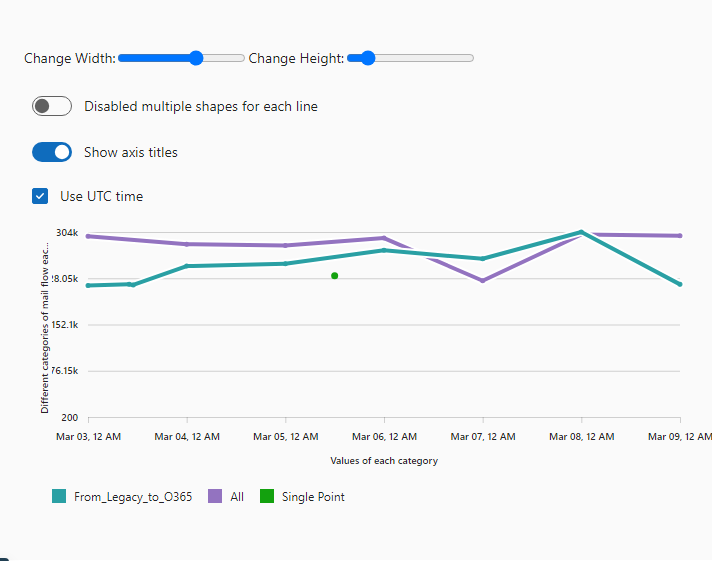 Change Width: Change Height:
Disabled multiple shapes for each line
Show axis titles
Use UTC time
Different categories of mail flow eac...
304k
8.05k
152.1k
76.15k
200
Mar 03, 12 AM Mar 04, 12 AM Mar 05, 12 AM Mar 06, 12 AM Mar 07, 12 AM Mar 08, 12 AM Mar 09, 12 AM
Values of each category
From_Legacy_to_O365 All Single Point